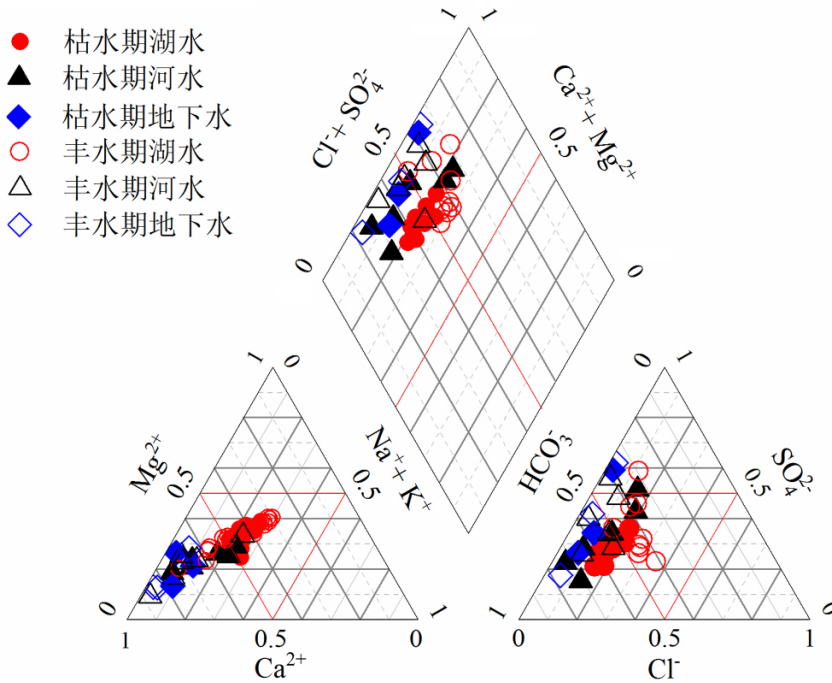 枯水期湖水
枯水期河水
枯水期地下水
丰水期湖水
丰水期河水
丰水期地下水
1 1
Cl⁻+ SO₄²⁻
0.5
Ca²⁺+ Mg²⁺
0.5
0 0
1 0
Mg²⁺
0.5
Na⁺+ K⁺
0.5
0 1
1 0.5 0
Ca²⁺
0 1
HCO₃⁻
0.5
SO₄²⁻
0.5
1 0
0 0.5 1
Cl⁻